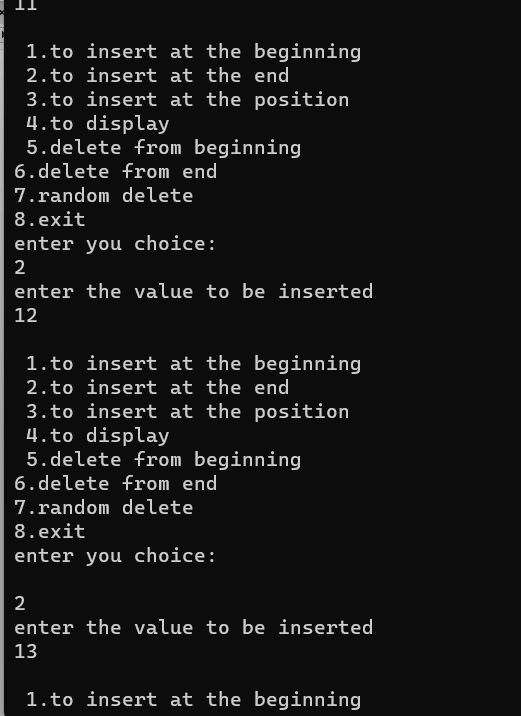 11

 1.to insert at the beginning
 2.to insert at the end
 3.to insert at the position
 4.to display
 5.delete from beginning
6.delete from end
7.random delete
8.exit
enter you choice:
2
enter the value to be inserted
12

 1.to insert at the beginning
 2.to insert at the end
 3.to insert at the position
 4.to display
 5.delete from beginning
6.delete from end
7.random delete
8.exit
enter you choice:

2
enter the value to be inserted
13

 1.to insert at the beginning